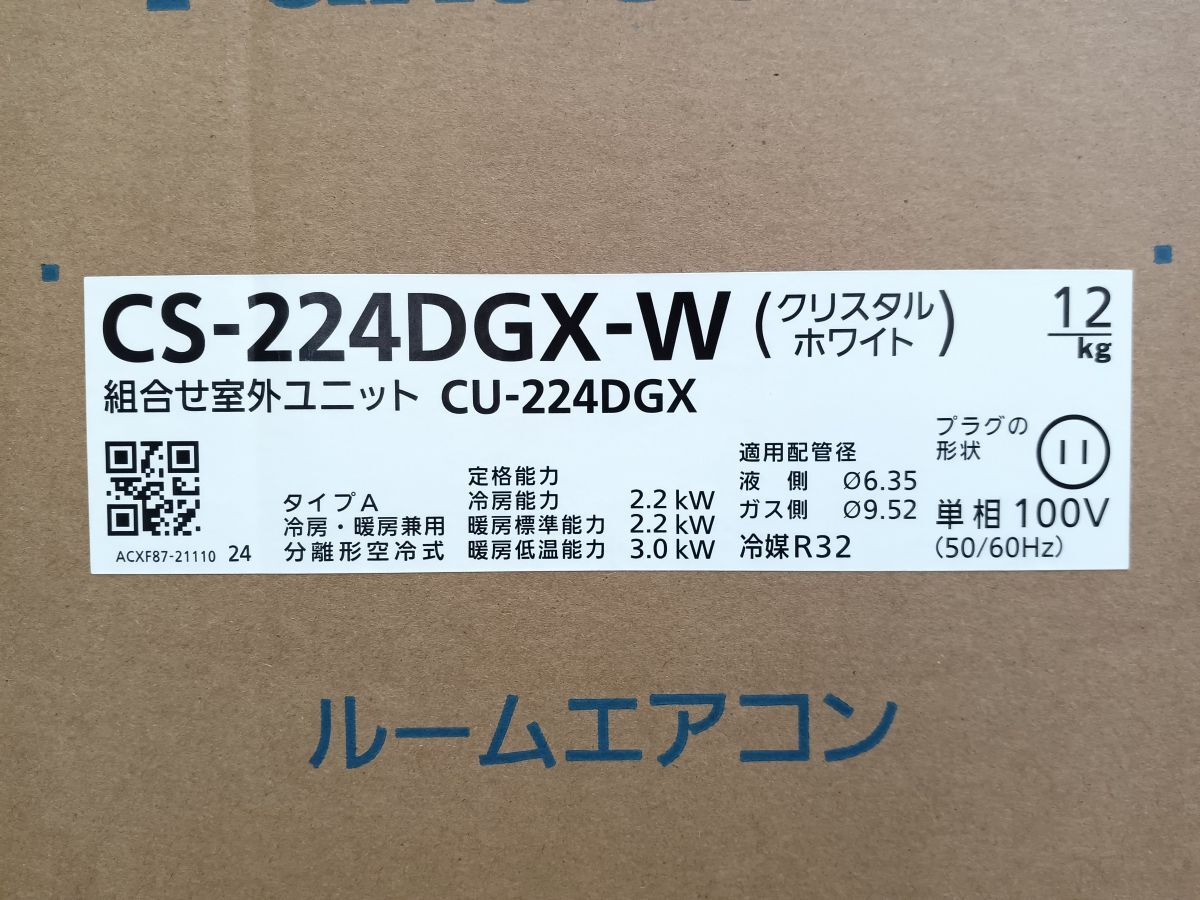 CS-224DGX-W (クリスタル
ホワイト)
12
kg
組合せ室外ユニット CU-224DGX
ACXF87-21110 24
タイプA
冷房・暖房兼用
分離形空冷式
定格能力
冷房能力 2.2 kW
暖房標準能力 2.2 kW
暖房低温能力 3.0 kW
適用配管径
液 側 Ø6.35
ガス側 Ø9.52
冷媒R32
プラグの
形状
単相 100V
(50/60Hz)
ルームエアコン